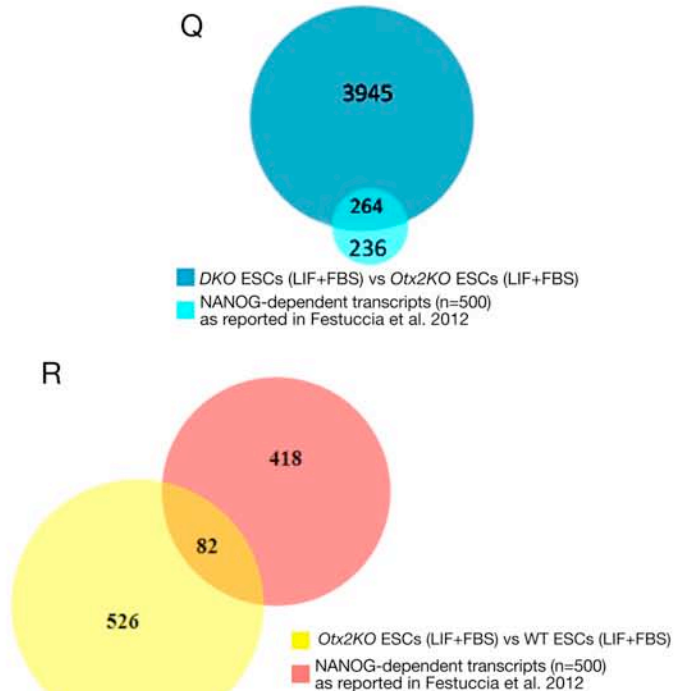 Q
3945
264
236
DKO ESCs (LIF+FBS) vs Otx2KO ESCs (LIF+FBS)
NANOG-dependent transcripts (n=500)
as reported in Festuccia et al. 2012
R
418
82
526
Otx2KO ESCs (LIF+FBS) vs WT ESCs (LIF+FBS)
NANOG-dependent transcripts (n=500)
as reported in Festuccia et al. 2012